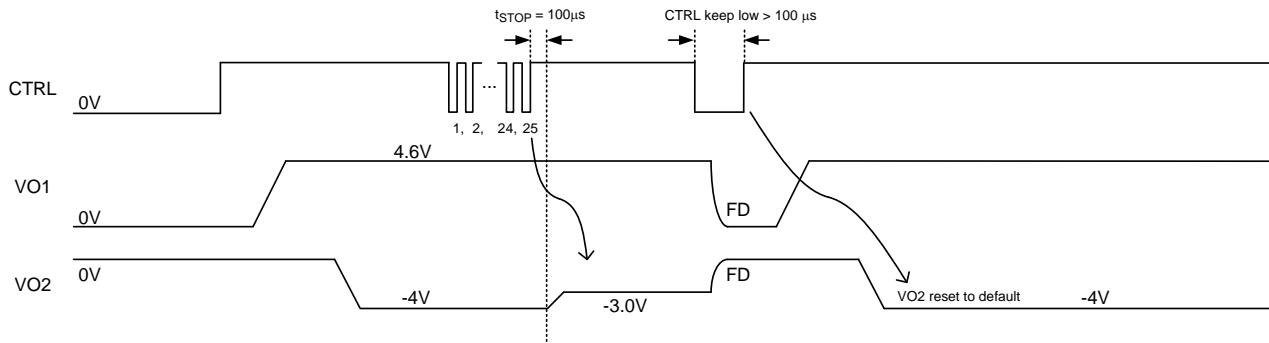 tSTOP = 100μs
CTRL keep low > 100 μs
CTRL
0V
...
1, 2, 24, 25
4.6V
VO1
0V
FD
VO2
0V
FD
-4V
-3.0V
VO2 reset to default
-4V